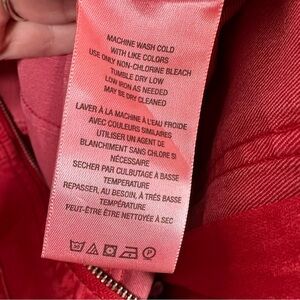 MACHINE WASH COLD
WITH LIKE COLORS
USE ONLY NON-CHLORINE BLEACH
TUMBLE DRY LOW
LOW IRON AS NEEDED
MAY BE DRY CLEANED
LAVER À LA MACHINE À L'EAU FROIDE
AVEC COULEURS SIMILAIRES
UTILISER UN AGENT DE
BLANCHIMENT SANS CHLORE SI
NÉCESSAIRE
SECHER PAR CULBUTAGE À BASSE
TEMPERATURE
REPASSER, AU BESOIN, À TRÈS BASSE
TEMPÉRATURE
PEUT-ÊTRE ÊTRE NETTOYÉE À SEC